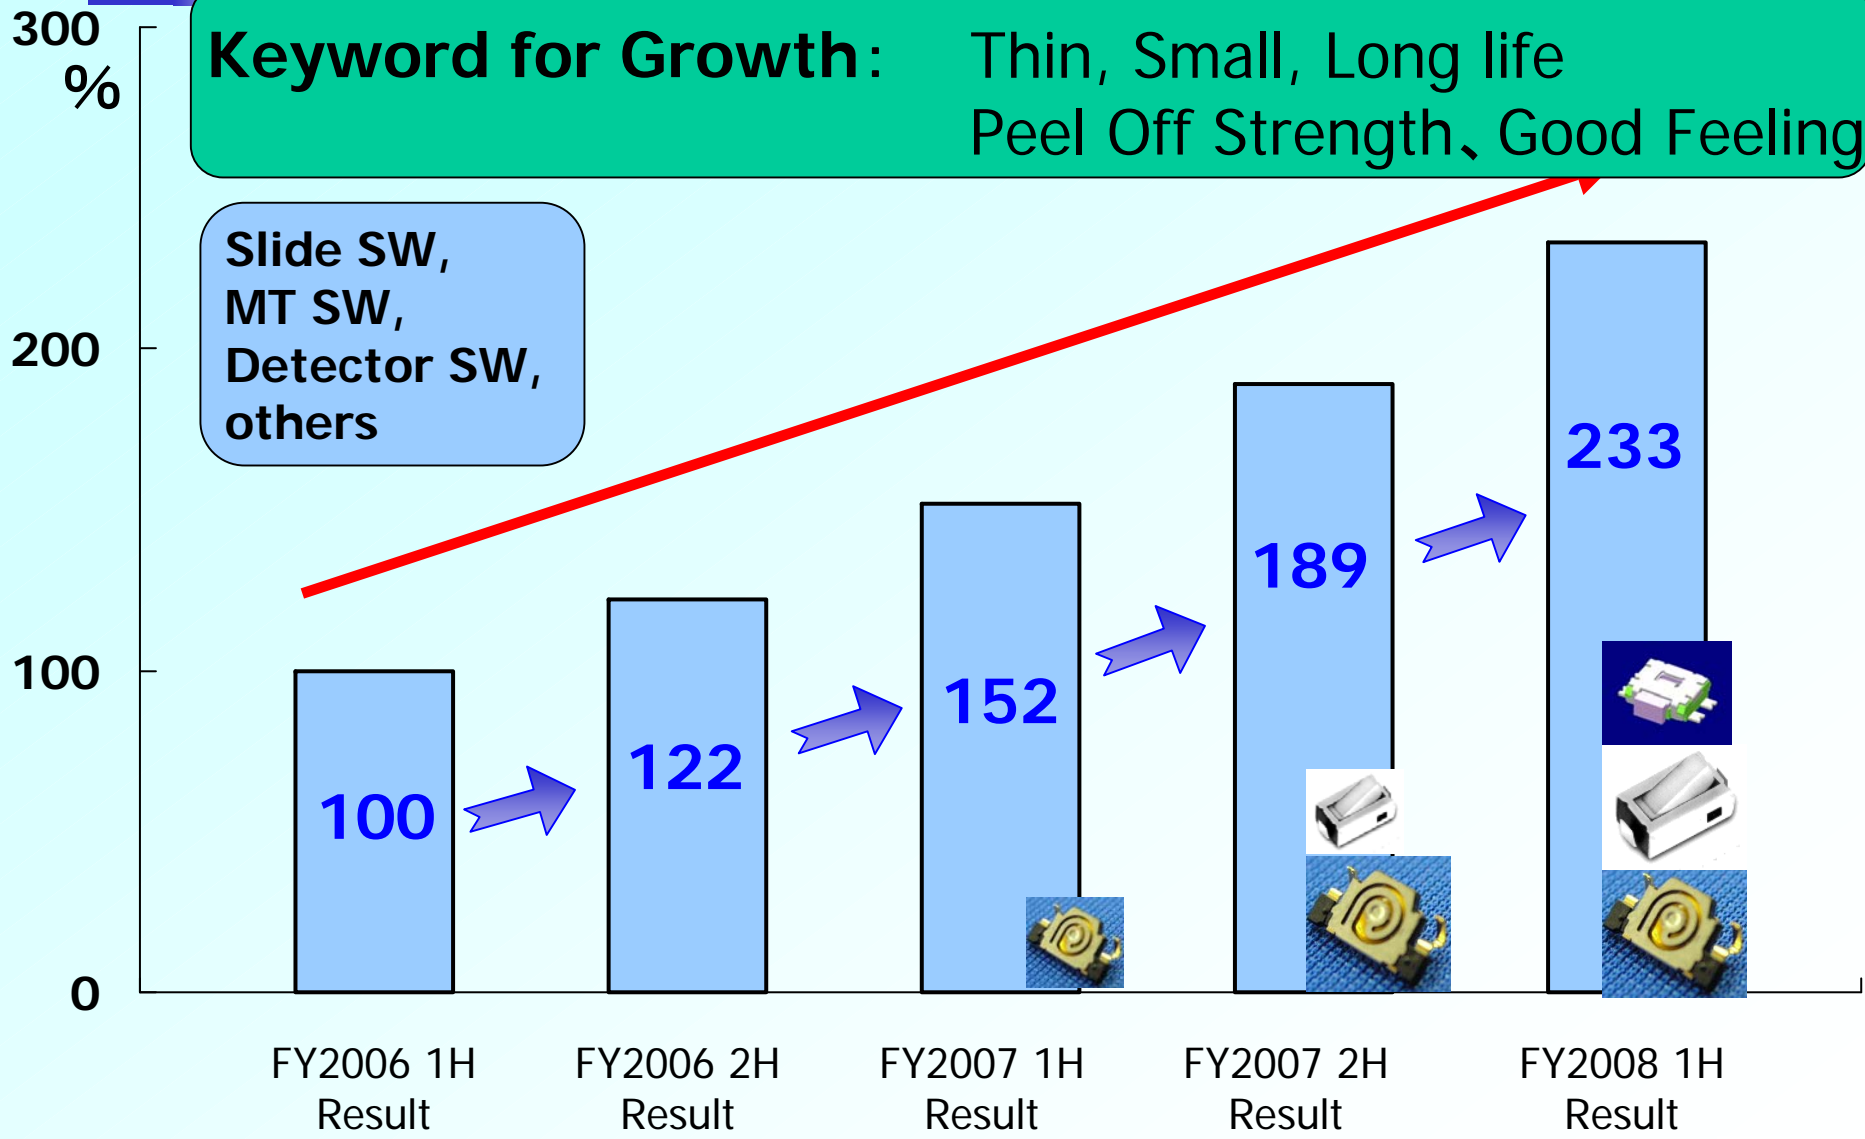 300
%
Keyword for Growth: Thin, Small, Long life
Peel Off Strength、Good Feeling
Slide SW,
MT SW,
Detector SW,
others
200
100
0
100
122
152
189
233
FY2006 1H
Result
FY2006 2H
Result
FY2007 1H
Result
FY2007 2H
Result
FY2008 1H
Result